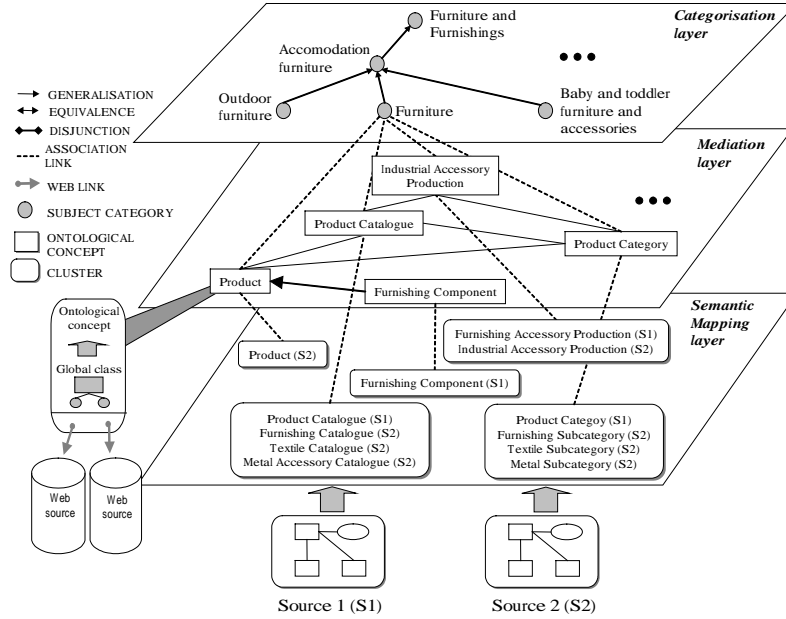 Furniture and
Furnishings
Categorisation
layer
Accomodation
furniture
Outdoor
furniture
Furniture
Baby and toddler
furniture and
accessories
GENERALISATION
EQUIVALENCE
DISJUNCTION
ASSOCIATION
LINK
WEB LINK
SUBJECT CATEGORY
ONTOLOGICAL
CONCEPT
CLUSTER
Mediation
layer
Industrial Accessory
Production
Product Catalogue
Product Category
Product
Furnishing Component
Semantic
Mapping
layer
Ontological
concept
Global class
Web
source
Web
source
Product (S2)
Furnishing Component (S1)
Furnishing Accessory Production (S1)
Industrial Accessory Production (S2)
Product Catalogue (S1)
Furnishing Catalogue (S2)
Textile Catalogue (S2)
Metal Accessory Catalogue (S2)
Product Categoy (S1)
Furnishing Subcategory (S2)
Textile Subcategory (S2)
Metal Subcategory (S2)
Source 1 (S1)
Source 2 (S2)